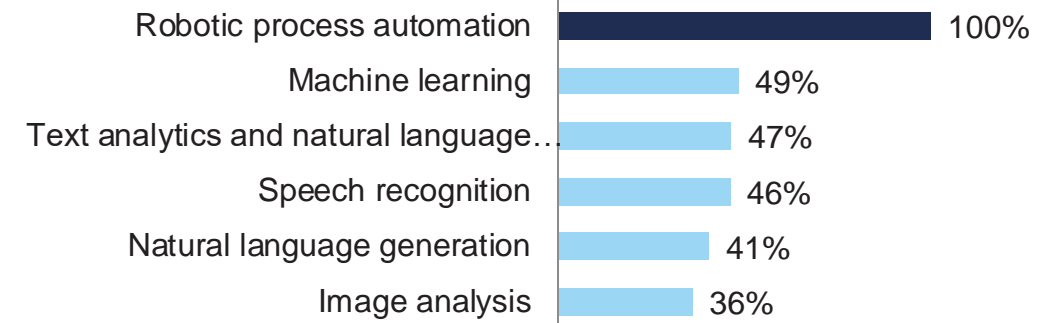 Robotic process automation 100%
Machine learning 49%
Text analytics and natural language… 47%
Speech recognition 46%
Natural language generation 41%
Image analysis 36%